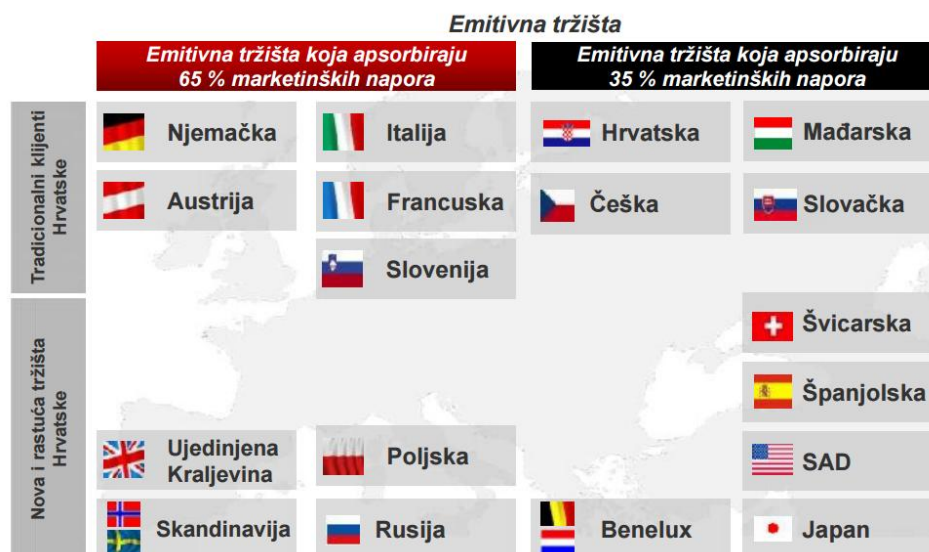 Emitivna tržišta
Emitivna tržišta koja apsorbiraju
65 % marketinških napora
Emitivna tržišta koja apsorbiraju
35 % marketinških napora
Tradicionalni klijenti
Hrvatske
Njemačka
Italija
Hrvatska
Mađarska
Austrija
Francuska
Češka
Slovačka
Slovenija
Nova i rastuća tržišta
Hrvatske
Švicarska
Španjolska
Ujedinjena
Kraljevina
Poljska
SAD
Skandinavija
Rusija
Benelux
Japan